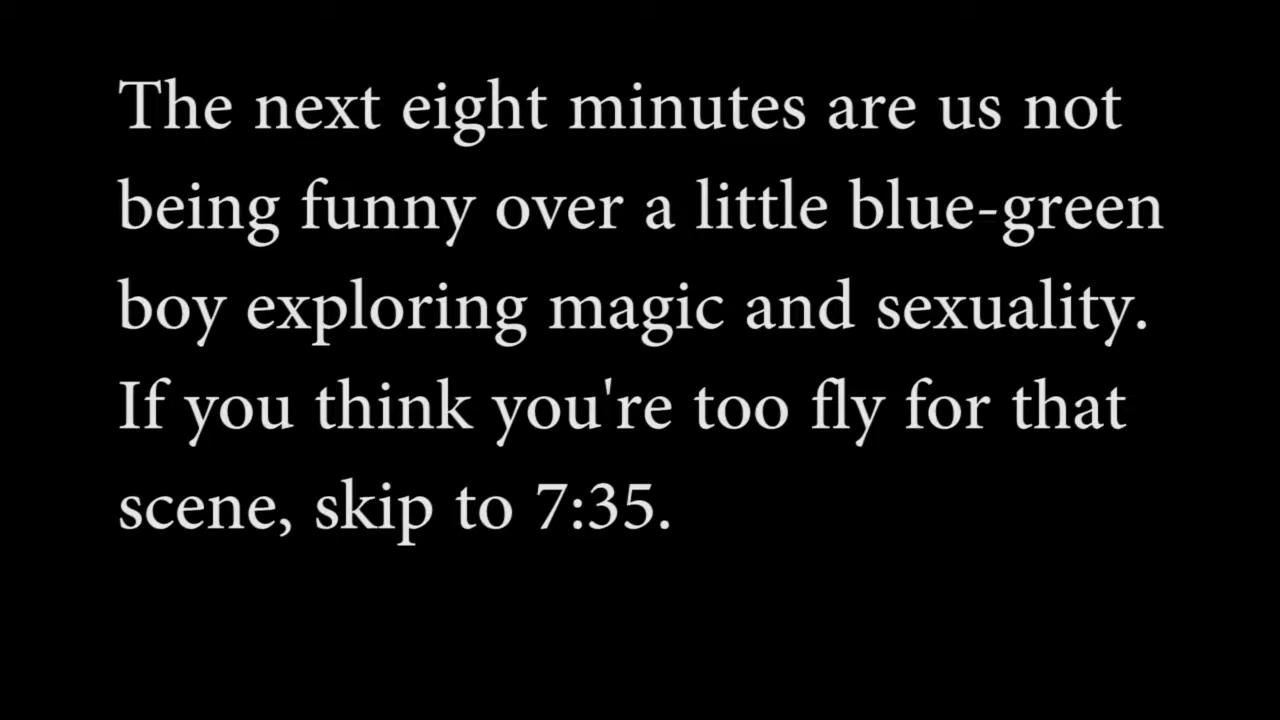 The next eight minutes are us not
being funny over a little blue-green
boy exploring magic and sexuality.
If you think you're too fly for that
scene, skip to 7:35.